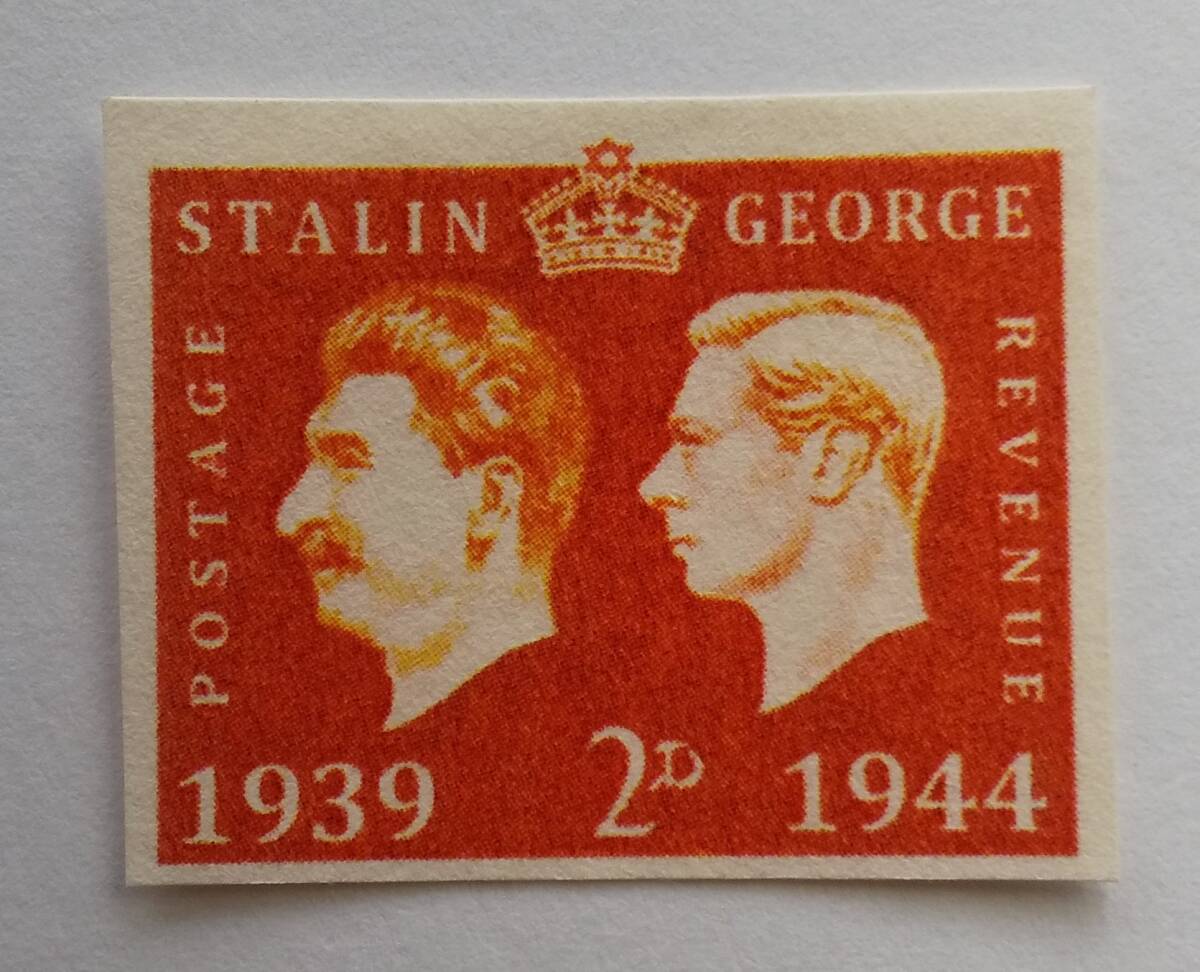 STALIN GEORGE
POSTAGE
REVENUE
1939 2D 1944